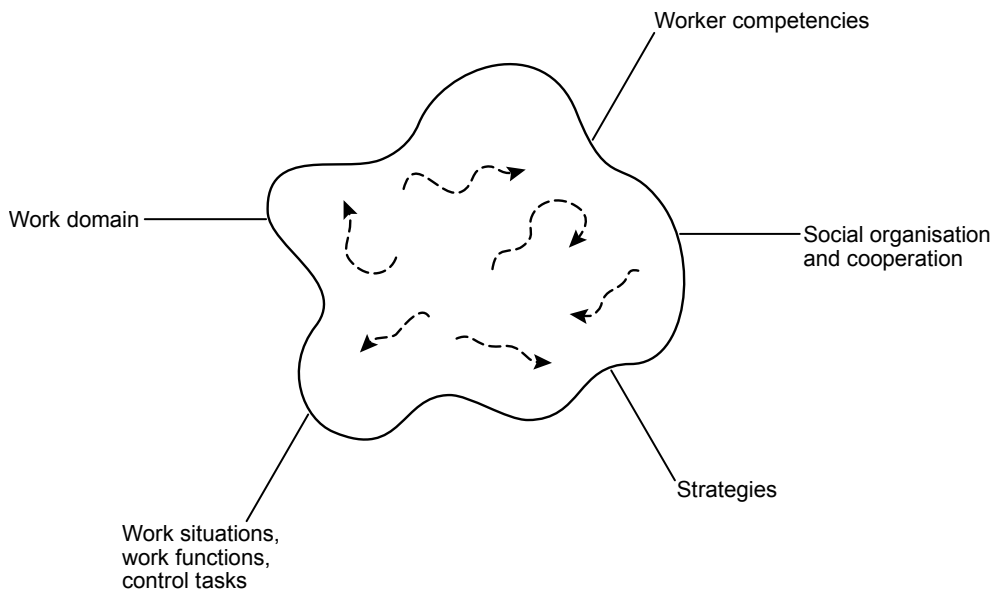 Worker competencies
Work domain
Social organisation
and cooperation
Strategies
Work situations,
work functions,
control tasks